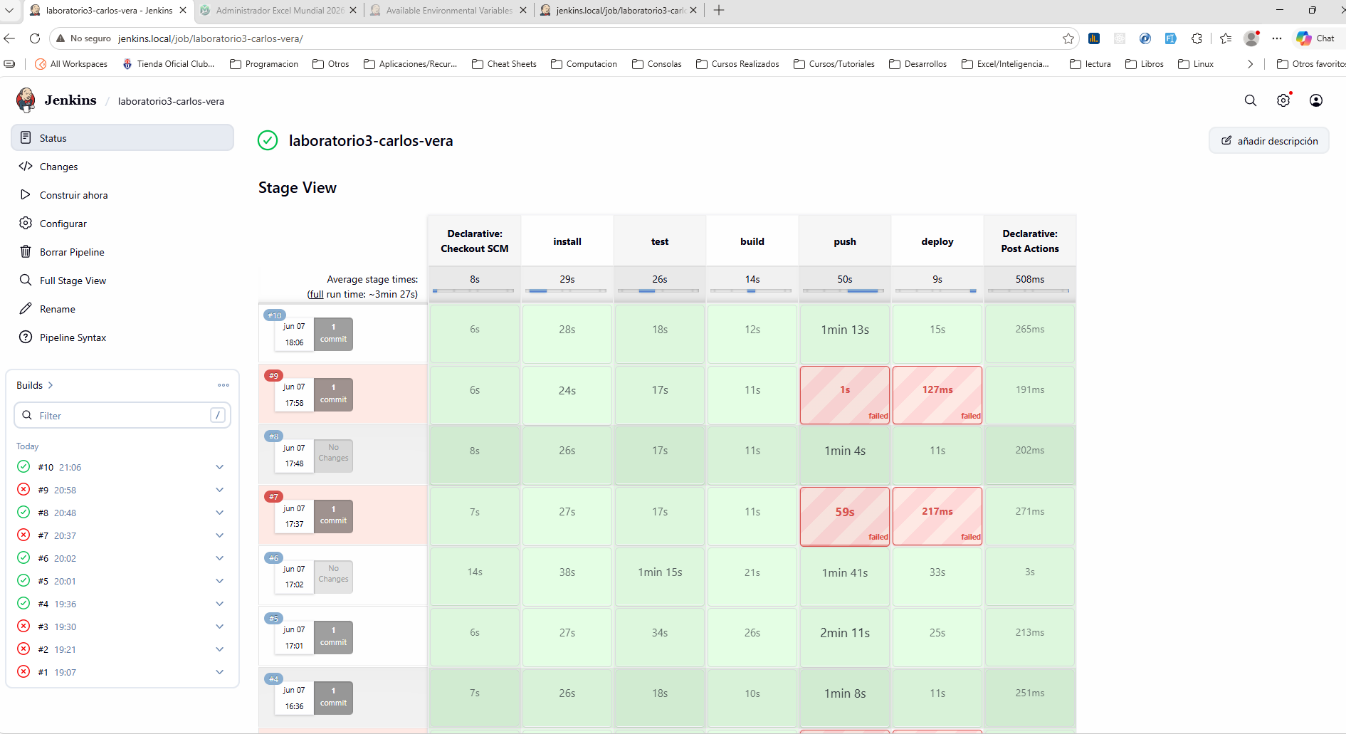 laboratorio3-carlos-vera - Jenkins
Administrador Excel Mundial 2026
Available Environmental Variables
jenkins.local/job/laboratorio3-c
No seguro jenkins.local/job/laboratorio3-carlos-vera/
Chat
All Workspaces
Tienda Oficial Club...
Programacion
Otros
Aplicaciones/Recur...
Cheat Sheets
Computacion
Consolas
Cursos Realizados
Cursos/Tutoriales
Desarrollos
Excel/Inteligencia...
lectura
Libros
Linux
Otros favoritos
Jenkins / laboratorio3-carlos-vera
Status
Changes
Construir ahora
Configurar
Borrar Pipeline
Full Stage View
Rename
Pipeline Syntax
Builds
Filter /
Today
#10 21:06
#9 20:58
#8 20:48
#7 20:37
#6 20:02
#5 20:01
#4 19:36
#3 19:30
#2 19:21
#1 19:07
laboratorio3-carlos-vera
añadir descripción
Stage View
Declarative: Checkout SCM
install
test
build
push
deploy
Declarative: Post Actions
Average stage times:
(full run time: ~3min 27s)
8s 29s 26s 14s 50s 9s 508ms
#10
jun 07 18:06
1 commit
6s 28s 18s 12s 1min 13s 15s 265ms
#9
jun 07 17:58
1 commit
6s 24s 17s 11s 1s failed 127ms failed 191ms
#8
jun 07 17:48
No Changes
8s 26s 17s 11s 1min 4s 11s 202ms
#7
jun 07 17:37
1 commit
7s 27s 17s 11s 59s failed 217ms failed 271ms
#6
jun 07 17:02
No Changes
14s 38s 1min 15s 21s 1min 41s 33s 3s
#5
jun 07 17:01
1 commit
6s 27s 34s 26s 2min 11s 25s 213ms
#4
jun 07 16:36
1 commit
7s 26s 18s 10s 1min 8s 11s 251ms